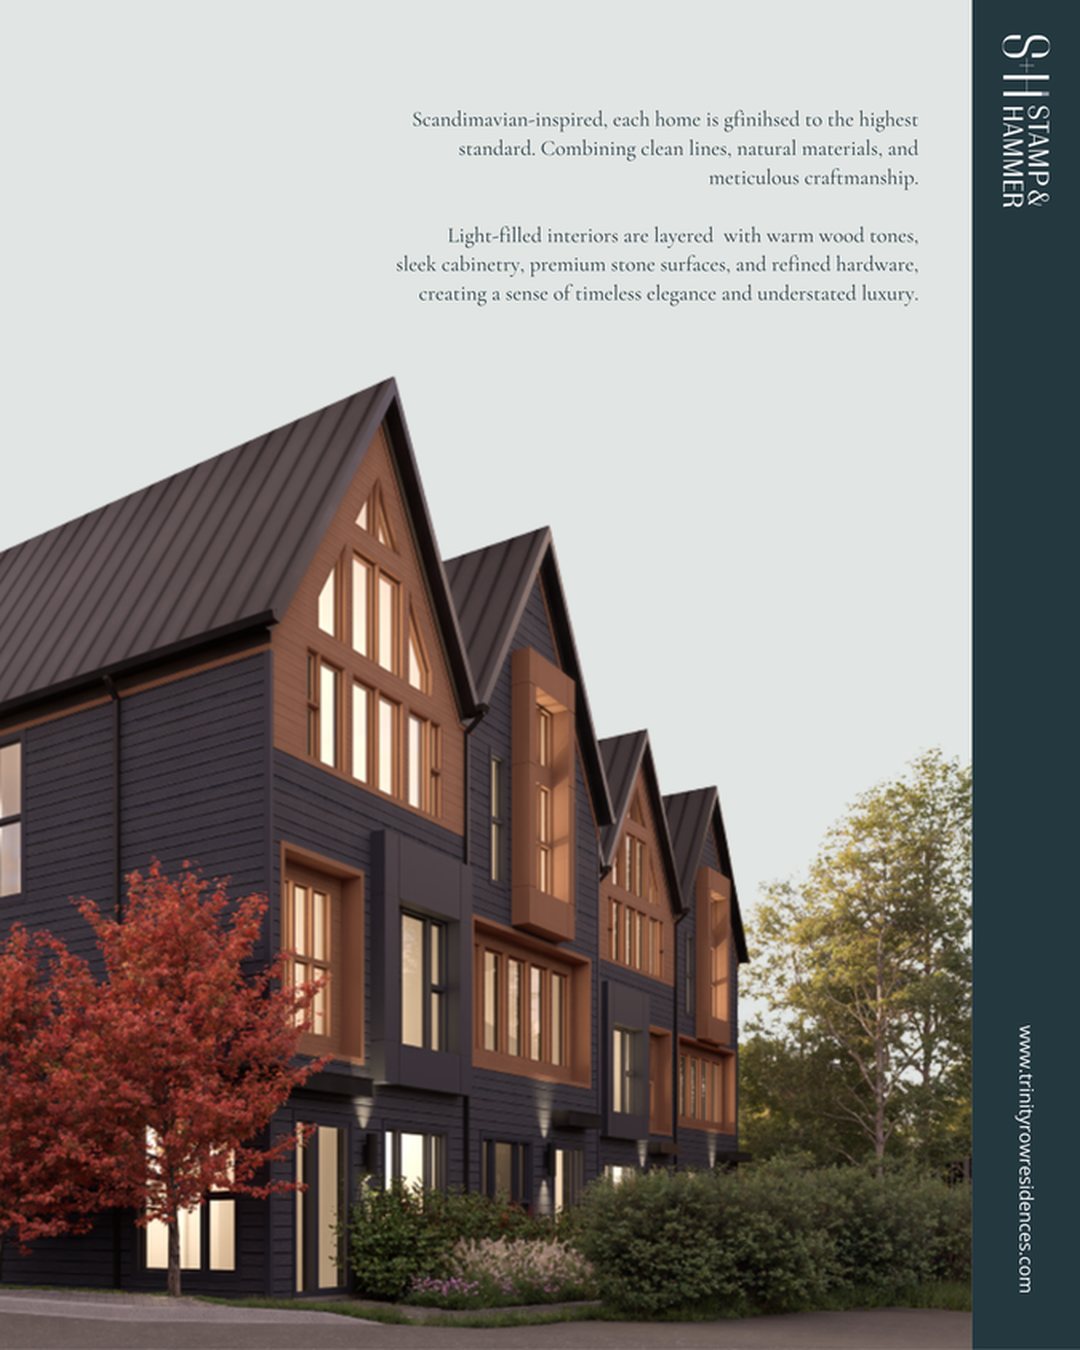 Scandimavian-inspired, each home is gfinihsed to the highest
standard. Combining clean lines, natural materials, and
meticulous craftmanship.
Light-filled interiors are layered  with warm wood tones,
sleek cabinetry, premium stone surfaces, and refined hardware,
creating a sense of timeless elegance and understated luxury.
S+H
STAMP &
HAMMER
www.trinityrowresidences.com